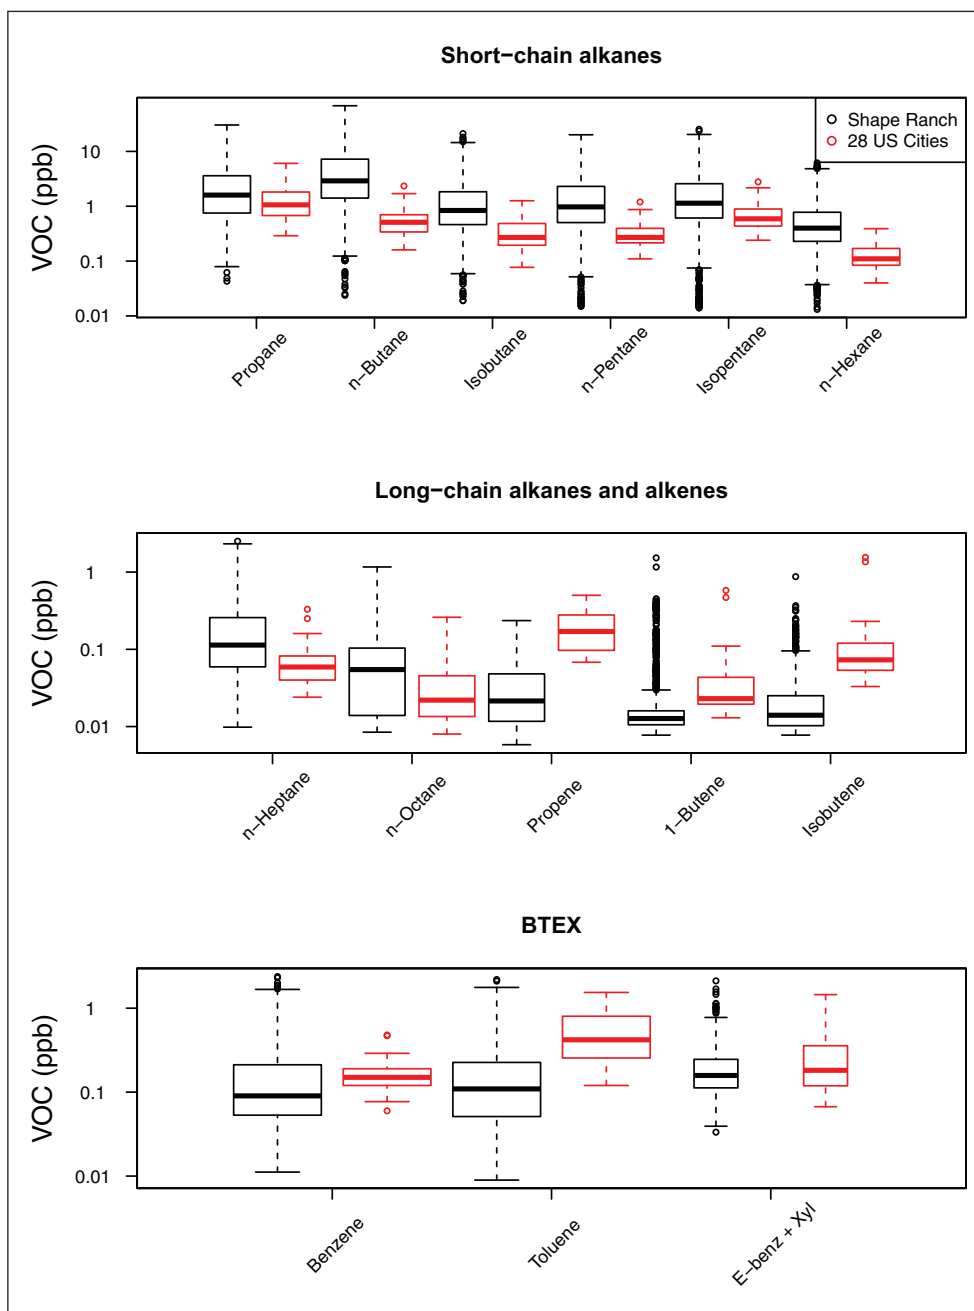 Short−chain alkanes
VOC (ppb)
10
1
0.1
0.01
Shape Ranch
28 US Cities
Propane
n−Butane
Isobutane
n−Pentane
Isopentane
n−Hexane
Long−chain alkanes and alkenes
VOC (ppb)
1
0.1
0.01
n−Heptane
n−Octane
Propene
1−Butene
Isobutene
BTEX
VOC (ppb)
1
0.1
0.01
Benzene
Toluene
E−benz + Xyl